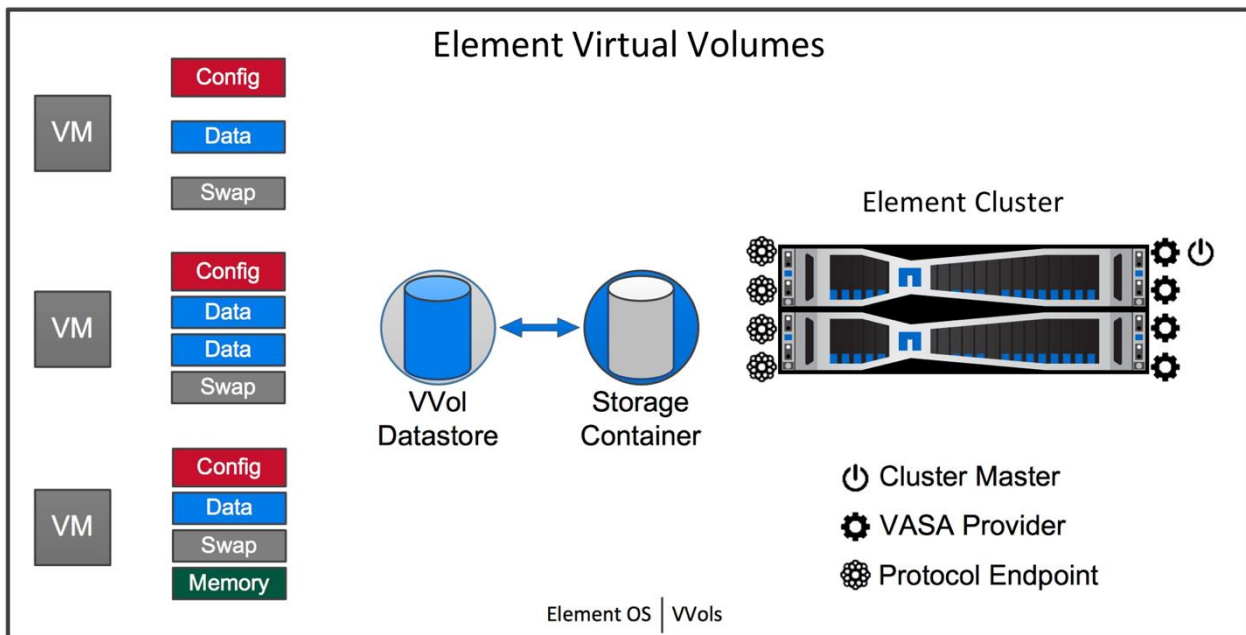 Element Virtual Volumes
VM
Config
Data
Swap
VM
Config
Data
Data
Swap
VM
Config
Data
Swap
Memory
VVol
Datastore
Storage
Container
Element Cluster
Cluster Master
VASA Provider
Protocol Endpoint
Element OS | VVols